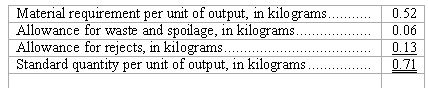 Material requirement per unit of output, in kilograms........... 0.52
Allowance for waste and spoilage, in kilograms..................... 0.06
Allowance for rejects, in kilograms....................................... 0.13
Standard quantity per unit of output, in kilograms................ 0.71